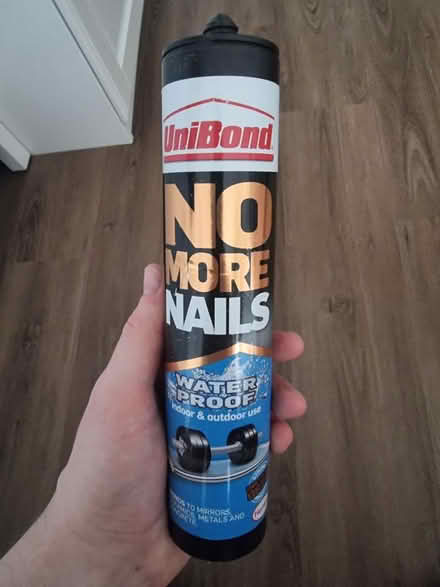 UniBond
NO
MORE
NAILS
WATER
PROOF
indoor & outdoor use
TO MIRRORS,
METALS AND